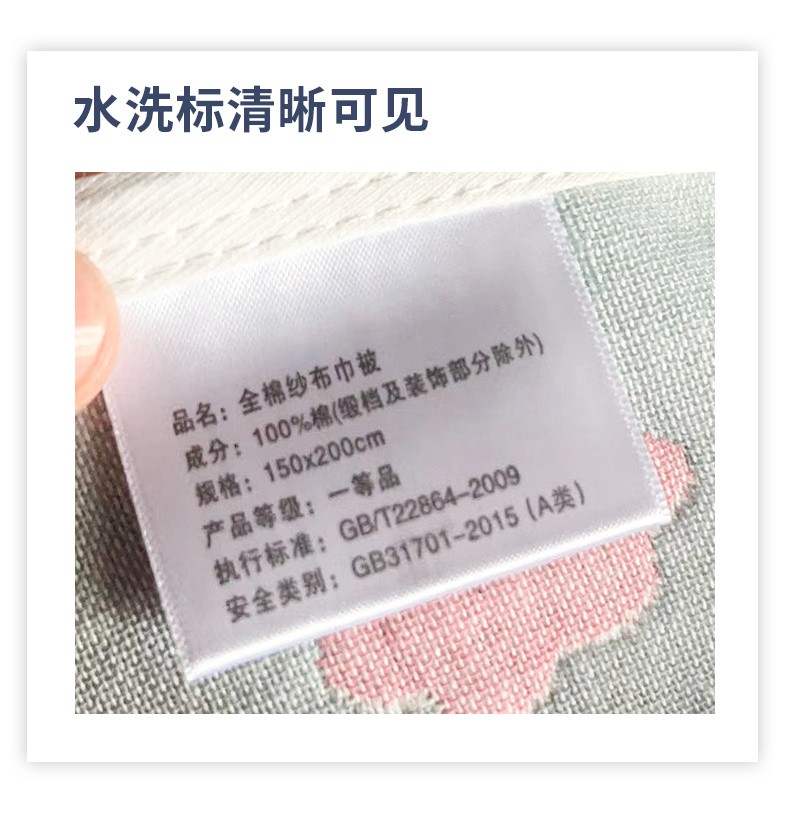 水洗标清晰可见
品名：全棉纱布巾被
成分：100%棉(缎档及装饰部分除外)
规格：150x200cm
产品等级：一等品
执行标准：GB/T22864-2009
安全类别：GB31701-2015（A类）